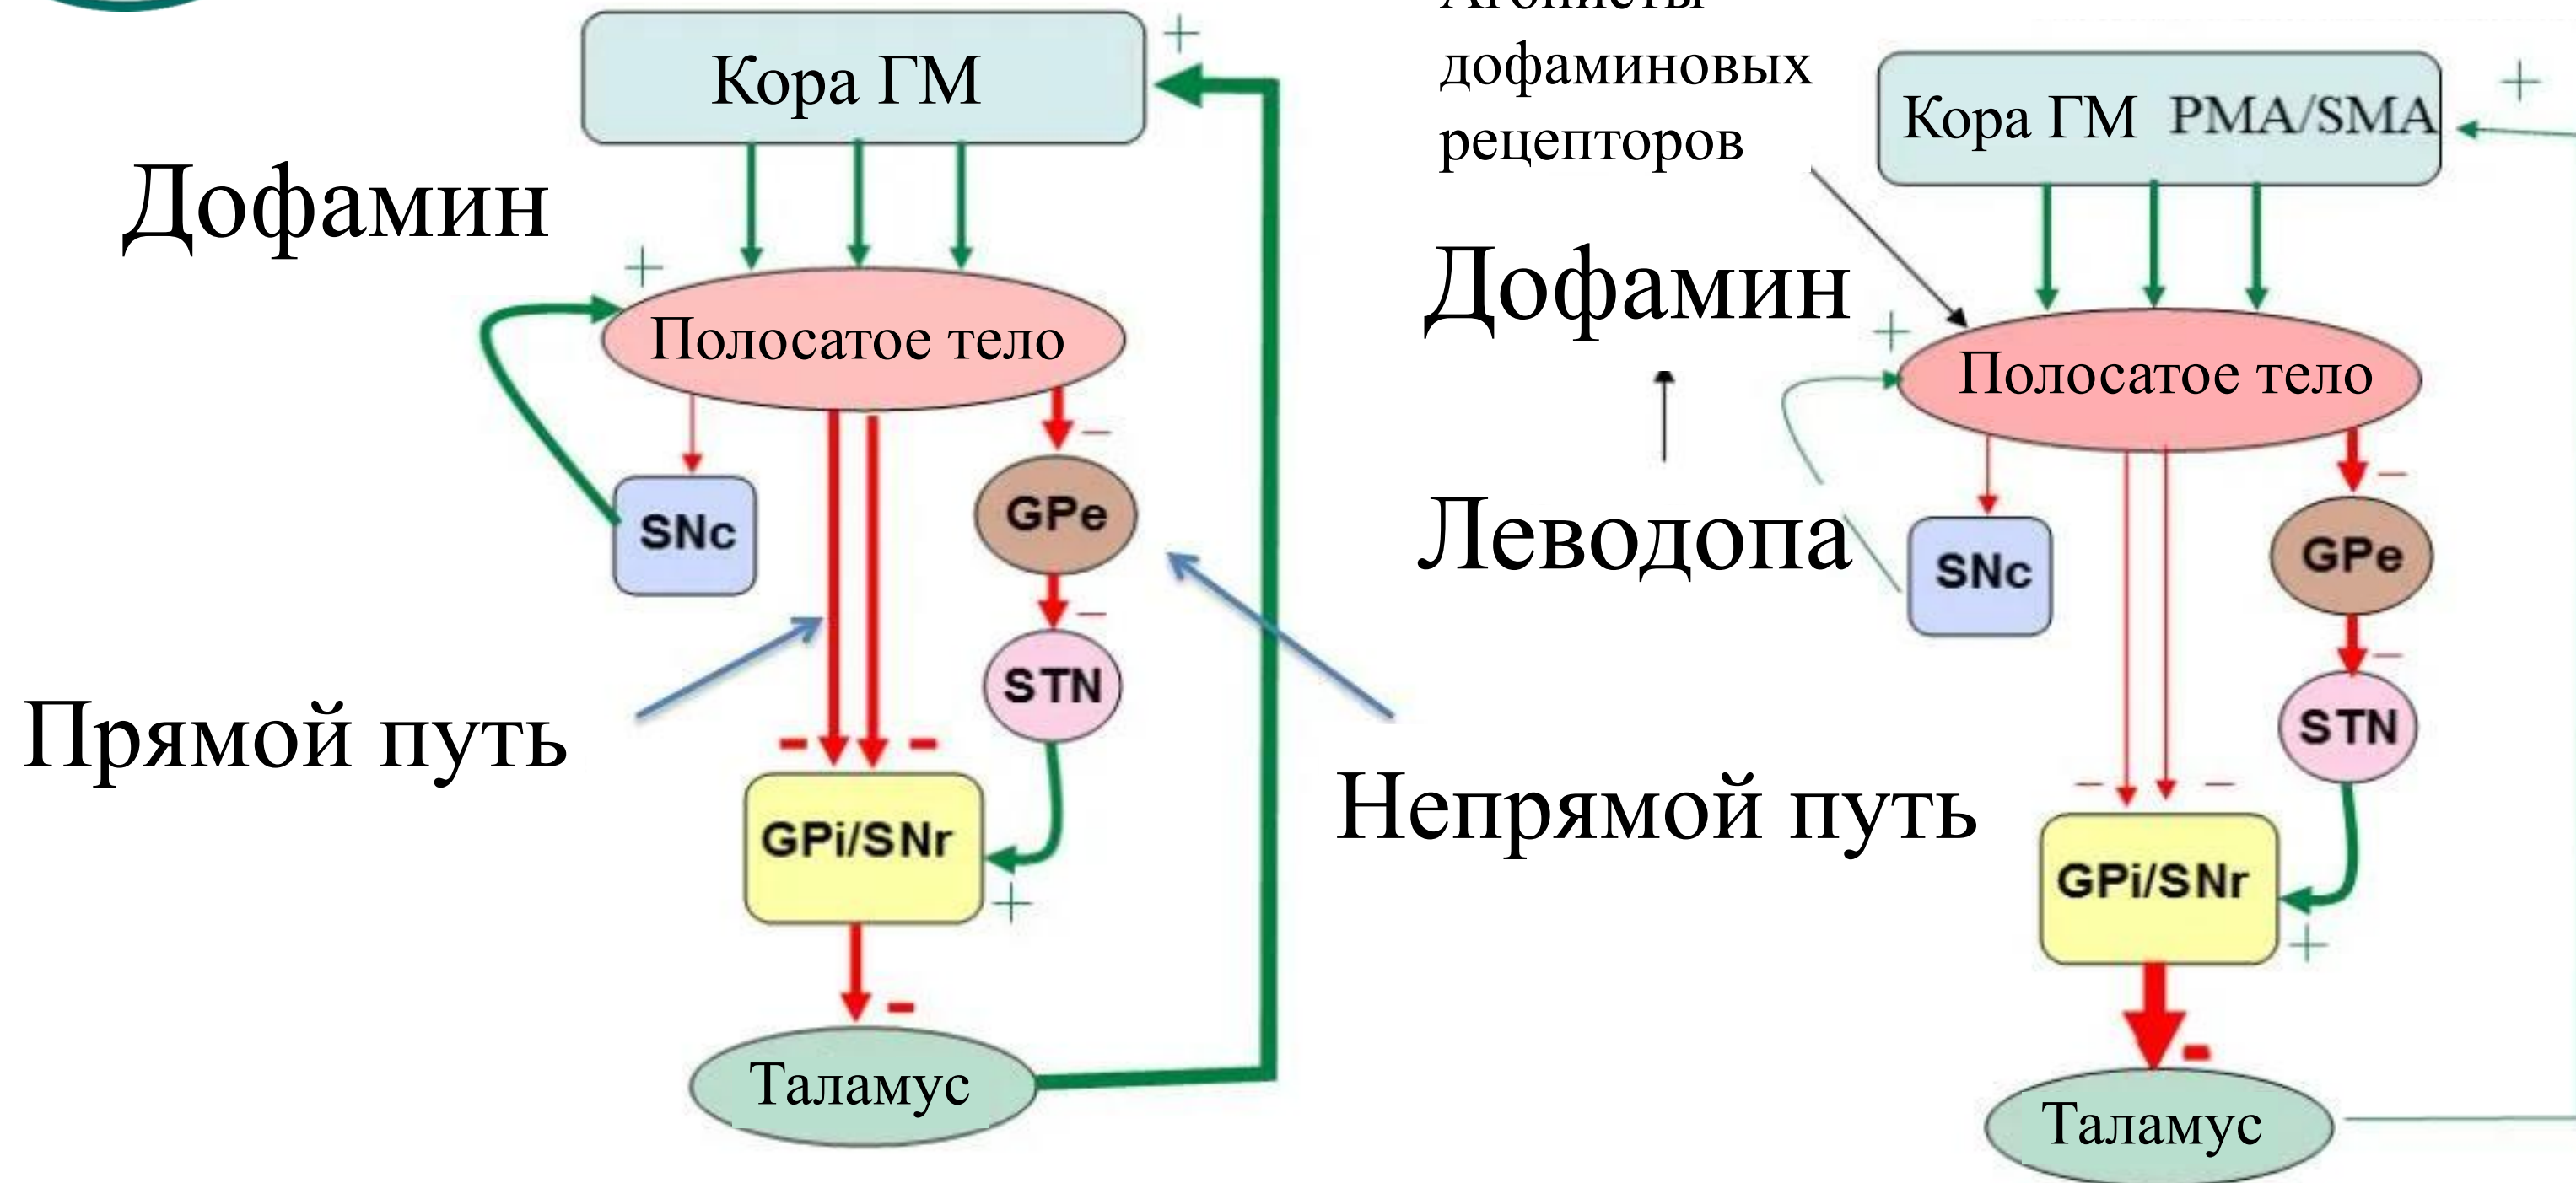 Кора ГМ
+
Дофамин
+
Полосатое тело
–
SNc
GPe
–
STN
Прямой путь
- -
GPi/SNr
+
-
Таламус
Непрямой путь
дофаминовых
рецепторов
Кора ГМ PMA/SMA
+
Дофамин
+
Полосатое тело
–
Леводопа
SNc
GPe
–
STN
– –
GPi/SNr
+
-
Таламус